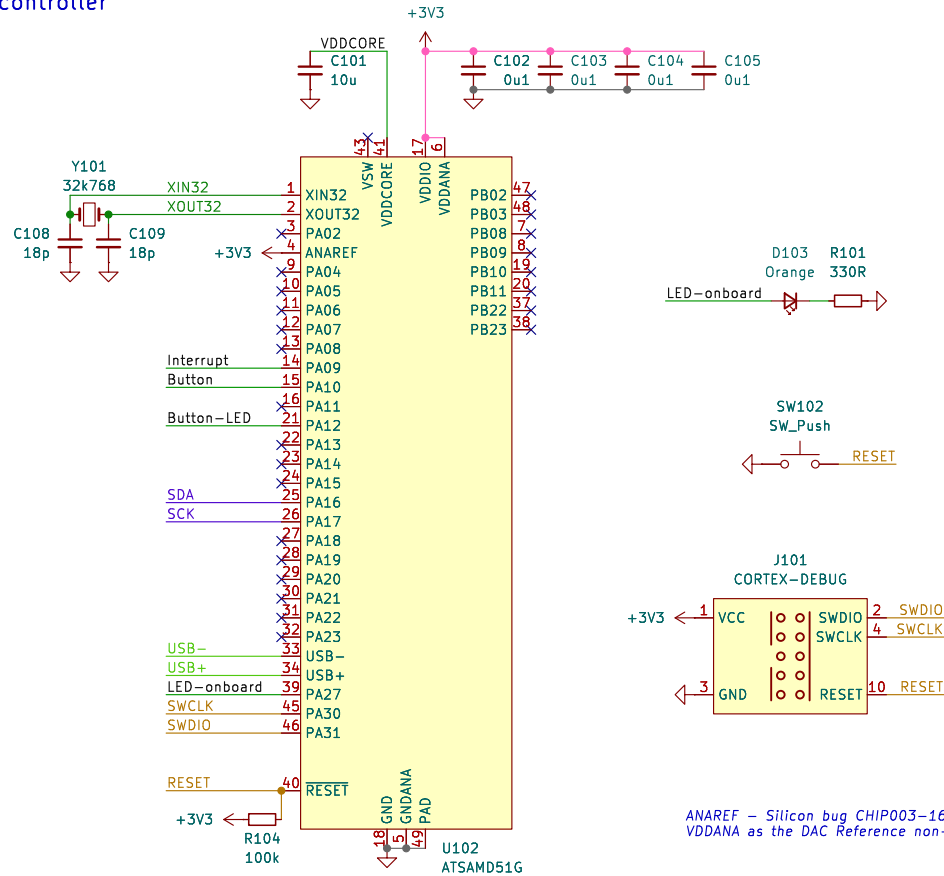 controller
+3V3
VDDCORE
C101
10u
C102
0u1
C103
0u1
C104
0u1
C105
0u1
43
41
17
6
VSW
VDDCORE
VDDIO
VDDANA
Y101
32k768
XIN32
XOUT32
C108
18p
C109
18p
+3V3
1 XIN32
2 XOUT32
3 PA02
4 ANAREF
9 PA04
10 PA05
11 PA06
12 PA07
13 PA08
Interrupt 14 PA09
Button 15 PA10
16 PA11
Button-LED 21 PA12
22 PA13
23 PA14
24 PA15
SDA 25 PA16
SCK 26 PA17
27 PA18
28 PA19
29 PA20
30 PA21
31 PA22
32 PA23
USB- 33 USB-
USB+ 34 USB+
LED-onboard 39 PA27
SWCLK 45 PA30
SWDIO 46 PA31
RESET 40 RESET
+3V3
R104
100k
PB02 47
PB03 48
PB08 7
PB09 8
PB10 19
PB11 20
PB22 37
PB23 38
GND
GNDANA
PAD
18
5
49
U102
ATSAMD51G
D103
Orange
R101
330R
LED-onboard
SW102
SW_Push
RESET
J101
CORTEX-DEBUG
+3V3 1 VCC
SWDIO 2 SWDIO
SWCLK 4 SWCLK
3 GND
RESET 10 RESET
ANAREF - Silicon bug CHIP003-16
VDDANA as the DAC Reference non-